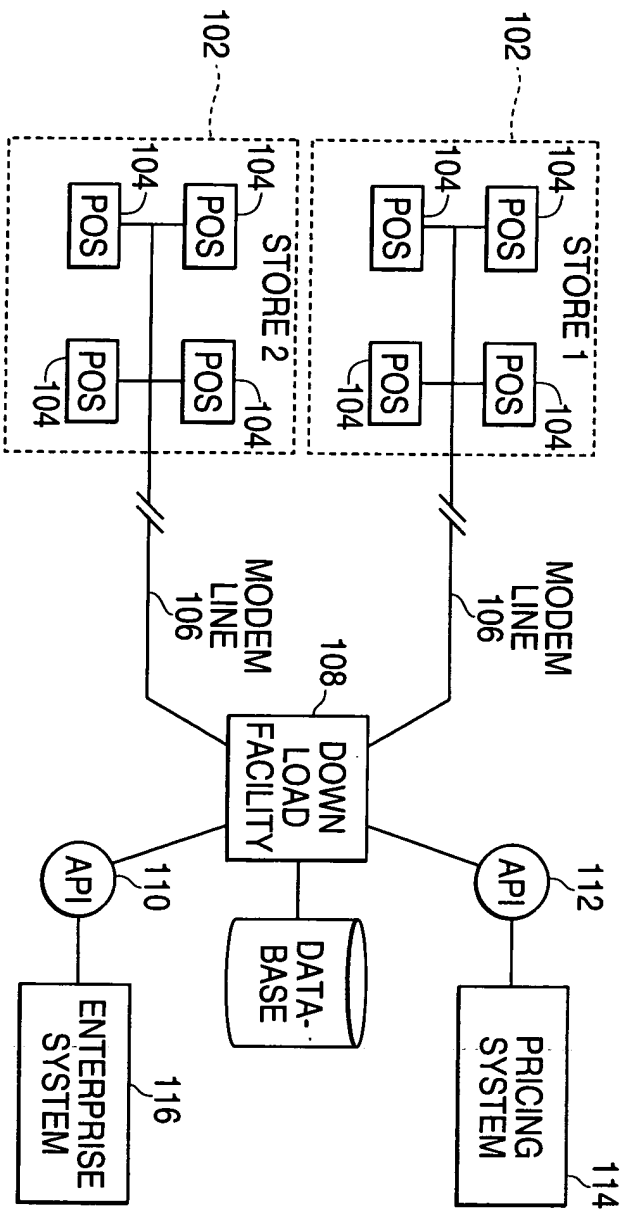 102
102
STORE 1
104
104
POS
POS
POS
POS
104
104
STORE 2
104
104
POS
POS
POS
POS
104
104
MODEM
LINE
106
MODEM
LINE
106
108
DOWN
LOAD
FACILITY
112
API
API
110
DATA-
BASE
PRICING
SYSTEM
114
ENTERPRISE
SYSTEM
116